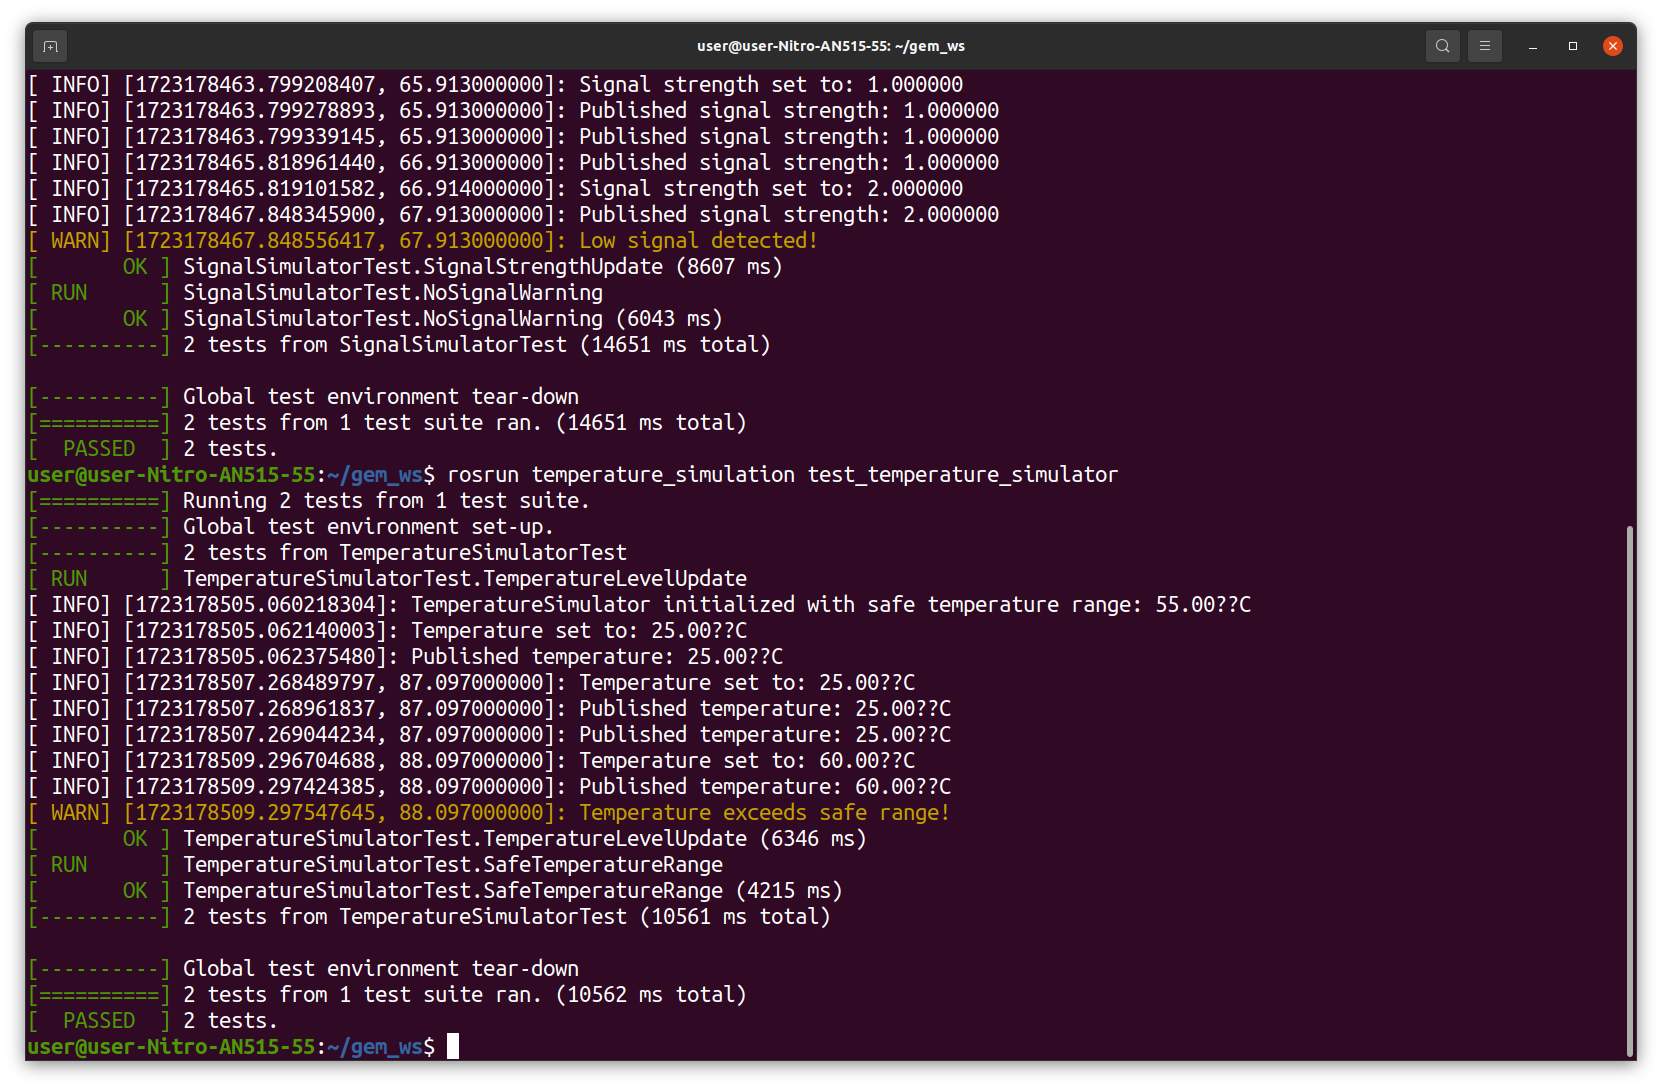 user@user-Nitro-AN515-55: ~/gem_ws
[ INFO] [1723178463.799208407, 65.913000000]: Signal strength set to: 1.000000
[ INFO] [1723178463.799278893, 65.913000000]: Published signal strength: 1.000000
[ INFO] [1723178463.799339145, 65.913000000]: Published signal strength: 1.000000
[ INFO] [1723178465.818961440, 66.913000000]: Published signal strength: 1.000000
[ INFO] [1723178465.819101582, 66.914000000]: Signal strength set to: 2.000000
[ INFO] [1723178467.848345900, 67.913000000]: Published signal strength: 2.000000
[ WARN] [1723178467.848556417, 67.913000000]: Low signal detected!
[       OK ] SignalSimulatorTest.SignalStrengthUpdate (8607 ms)
[ RUN      ] SignalSimulatorTest.NoSignalWarning
[       OK ] SignalSimulatorTest.NoSignalWarning (6043 ms)
[----------] 2 tests from SignalSimulatorTest (14651 ms total)
[----------] Global test environment tear-down
[==========] 2 tests from 1 test suite ran. (14651 ms total)
[  PASSED  ] 2 tests.
user@user-Nitro-AN515-55:~/gem_ws$ rosrun temperature_simulation test_temperature_simulator
[==========] Running 2 tests from 1 test suite.
[----------] Global test environment set-up.
[----------] 2 tests from TemperatureSimulatorTest
[ RUN      ] TemperatureSimulatorTest.TemperatureLevelUpdate
[ INFO] [1723178505.060218304]: TemperatureSimulator initialized with safe temperature range: 55.00??C
[ INFO] [1723178505.062140003]: Temperature set to: 25.00??C
[ INFO] [1723178505.062375480]: Published temperature: 25.00??C
[ INFO] [1723178507.268489797, 87.097000000]: Temperature set to: 25.00??C
[ INFO] [1723178507.268961837, 87.097000000]: Published temperature: 25.00??C
[ INFO] [1723178507.269044234, 87.097000000]: Published temperature: 25.00??C
[ INFO] [1723178509.296704688, 88.097000000]: Temperature set to: 60.00??C
[ INFO] [1723178509.297424385, 88.097000000]: Published temperature: 60.00??C
[ WARN] [1723178509.297547645, 88.097000000]: Temperature exceeds safe range!
[       OK ] TemperatureSimulatorTest.TemperatureLevelUpdate (6346 ms)
[ RUN      ] TemperatureSimulatorTest.SafeTemperatureRange
[       OK ] TemperatureSimulatorTest.SafeTemperatureRange (4215 ms)
[----------] 2 tests from TemperatureSimulatorTest (10561 ms total)
[----------] Global test environment tear-down
[==========] 2 tests from 1 test suite ran. (10562 ms total)
[  PASSED  ] 2 tests.
user@user-Nitro-AN515-55:~/gem_ws$